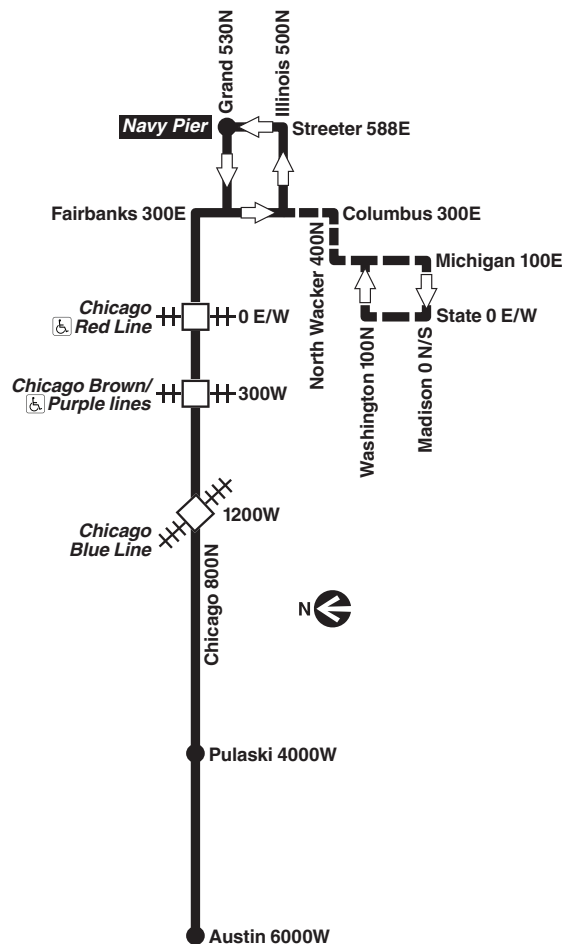 Grand 530N
Illinois 500N
Navy Pier
Streeter 588E
Fairbanks 300E
Columbus 300E
North Wacker 400N
Michigan 100E
Chicago
Red Line
0 E/W
State 0 E/W
Washington 100N
Madison 0 N/S
Chicago Brown/
Purple lines
300W
Chicago
Blue Line
1200W
Chicago 800N
N
Pulaski 4000W
Austin 6000W